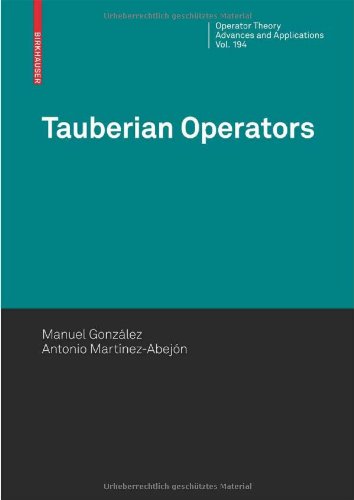 Urheberrechtlich geschütztes Material
BIRKHAUSER
Operator Theory
Advances and Applications
Vol. 194
Tauberian Operators
Manuel González
Antonio Martínez-Abejón
Urheberrechtlich geschütztes Material